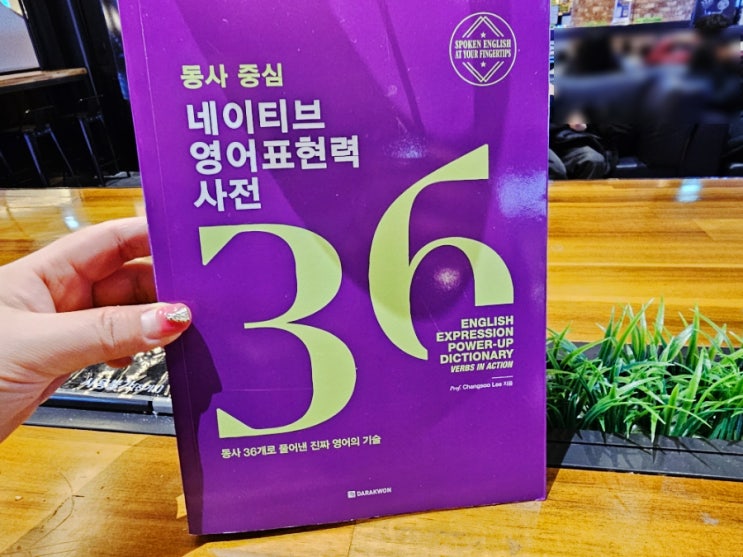 SPOKEN ENGLISH
AT YOUR FINGERTIPS
동사 중심
네이티브
영어표현력
사전
36
ENGLISH
EXPRESSION
POWER-UP
DICTIONARY
VERBS IN ACTION
Prof. Changsoo Lee 지음
동사 36개로 풀어낸 진짜 영어의 기술
DARAKWON